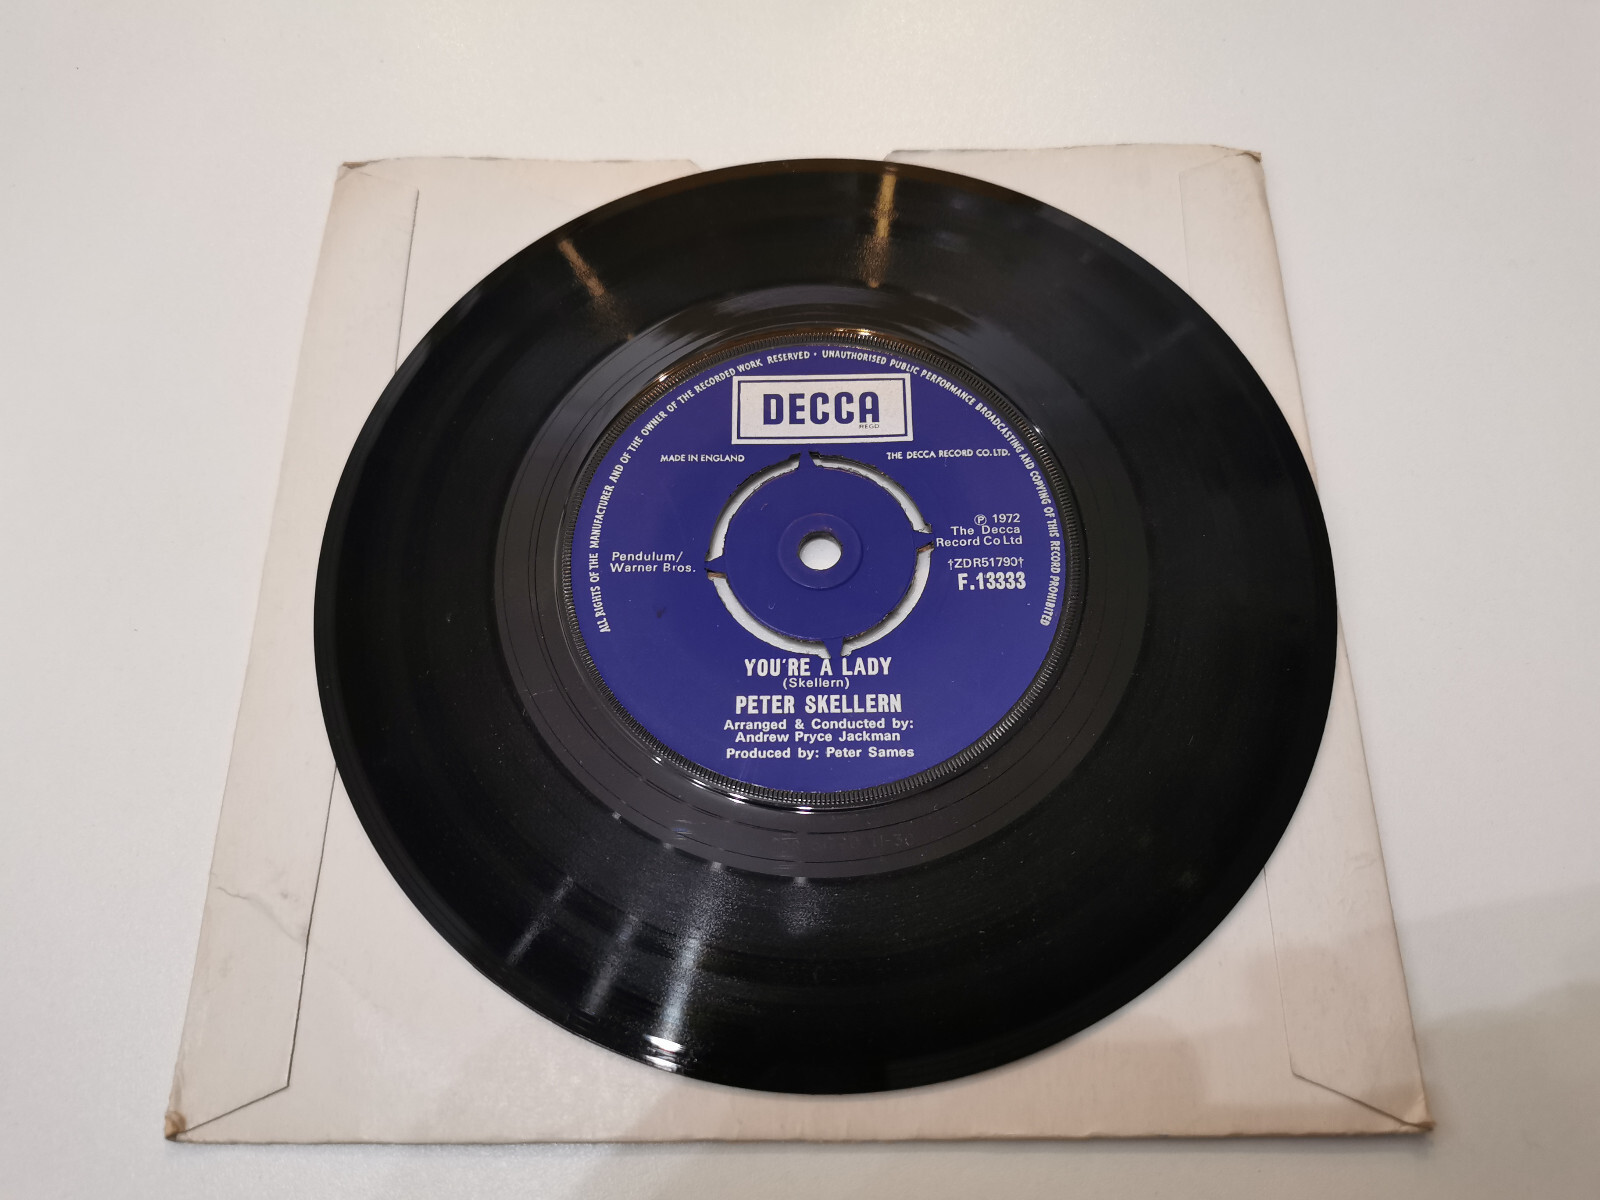 ALL RIGHTS OF THE MANUFACTURER AND OF THE OWNER OF THE RECORDED WORK RESERVED • UNAUTHORISED PUBLIC PERFORMANCE BROADCASTING AND COPYING OF THIS RECORD PROHIBITED
DECCA
REGD
MADE IN ENGLAND
THE DECCA RECORD CO. LTD.
℗ 1972
The Decca
Record Co Ltd
Pendulum/
Warner Bros.
†ZDR51790†
F.13333
YOU'RE A LADY
(Skellern)
PETER SKELLERN
Arranged & Conducted by:
Andrew Pryce Jackman
Produced by: Peter Sames